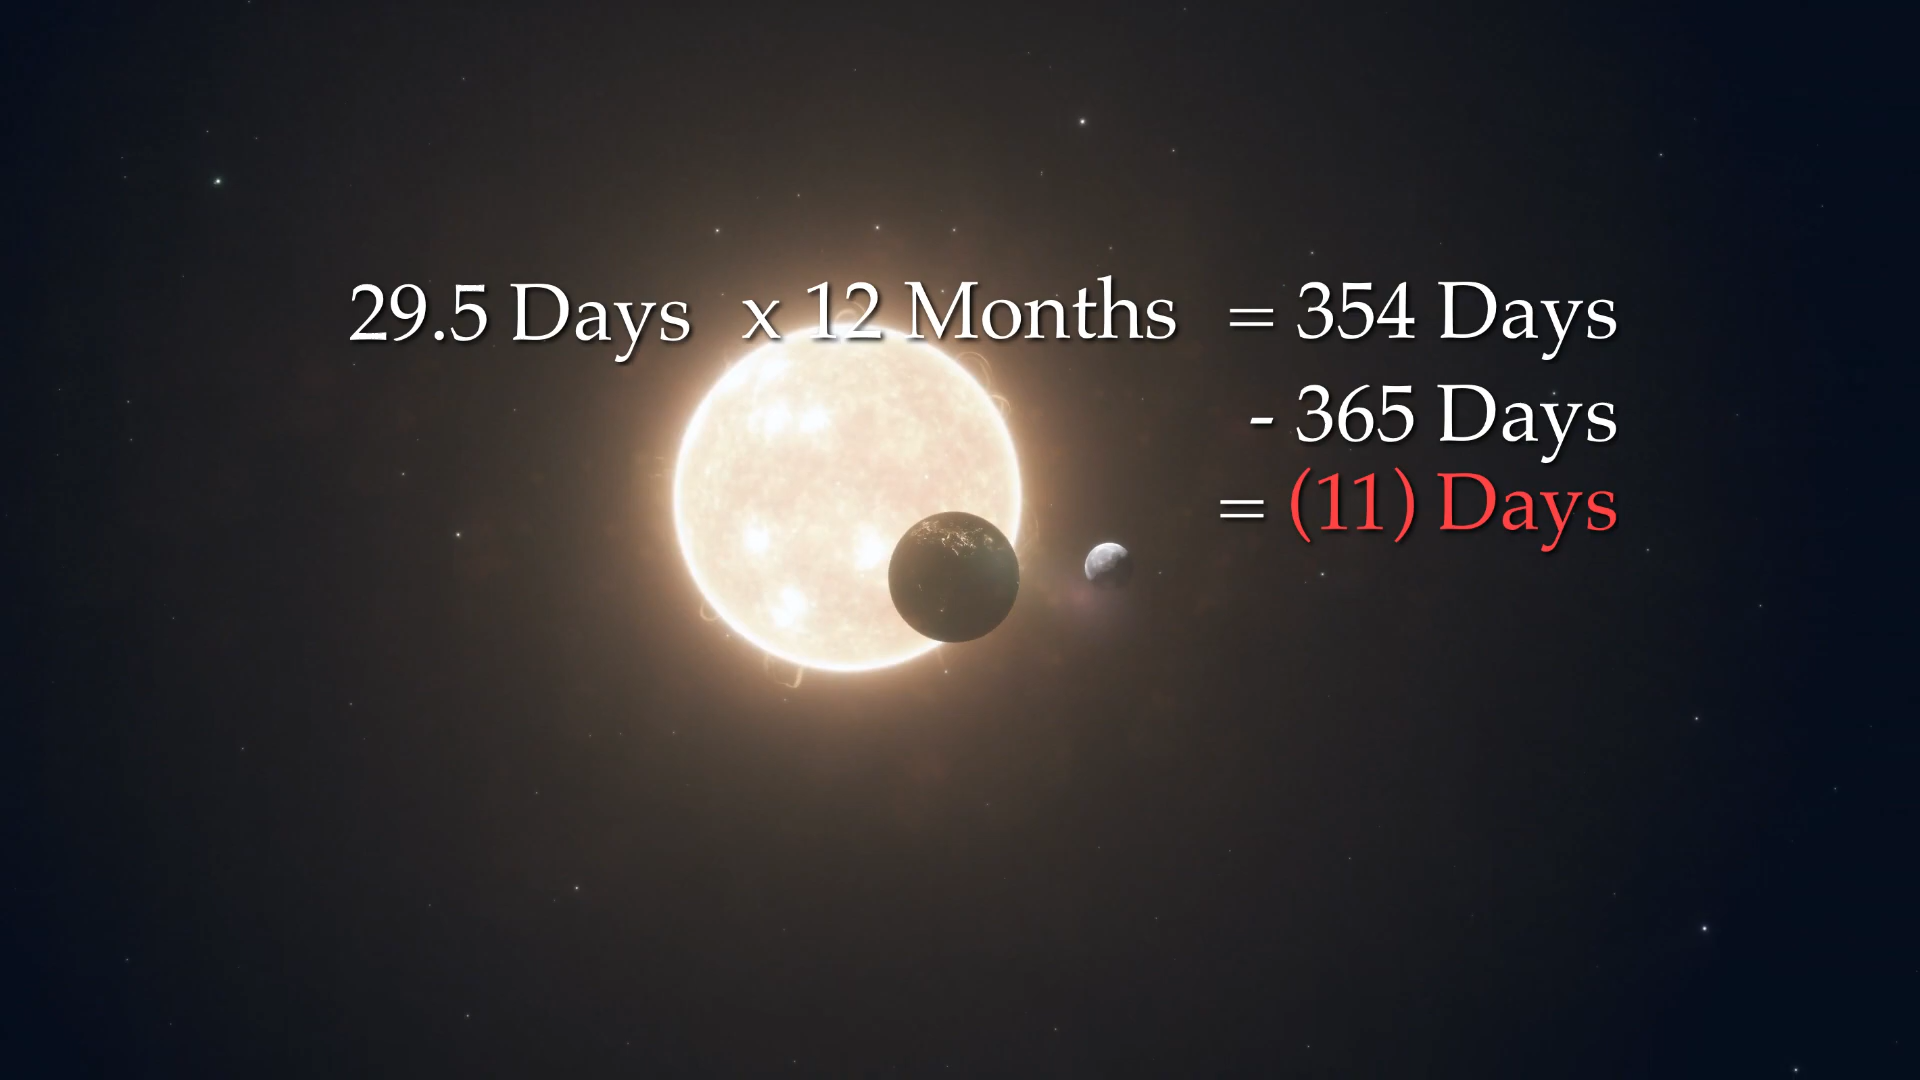 29.5 Days x 12 Months = 354 Days
- 365 Days
= (11) Days